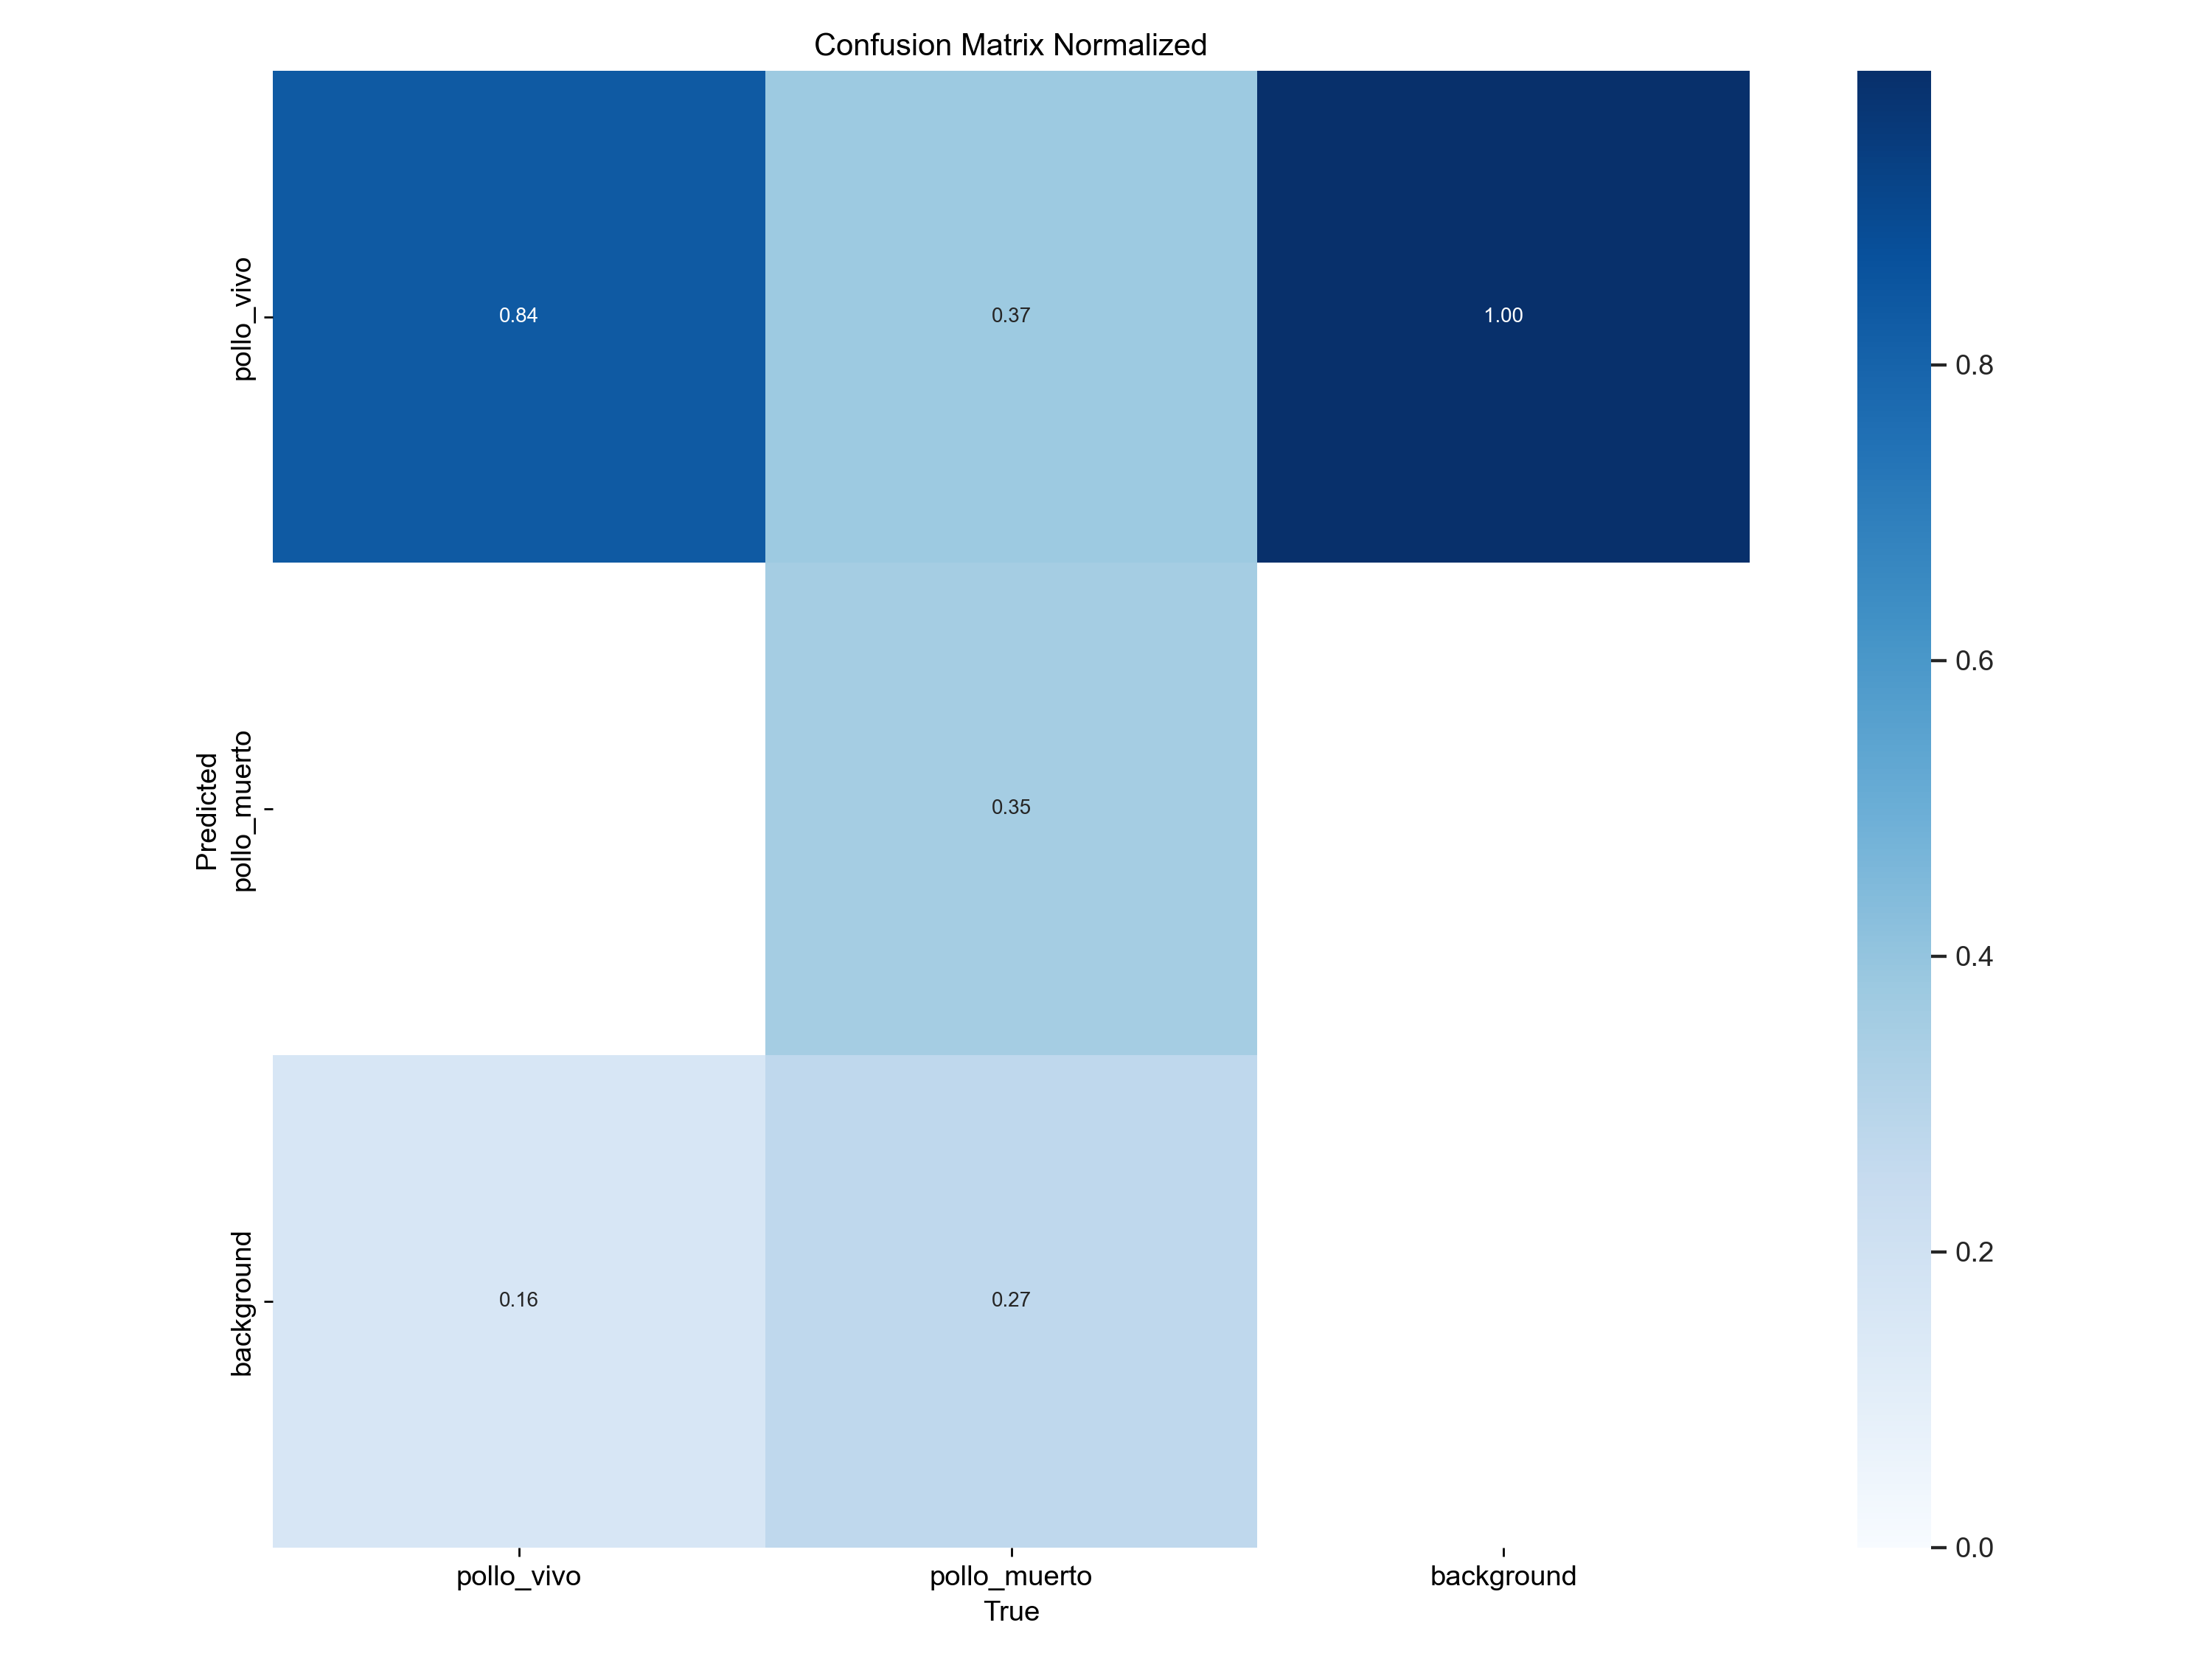 Confusion Matrix Normalized
pollo_vivo
0.84
0.37
1.00
0.8
0.6
Predicted
pollo_muerto
0.35
0.4
background
0.16
0.27
0.2
0.0
pollo_vivo
pollo_muerto
background
True